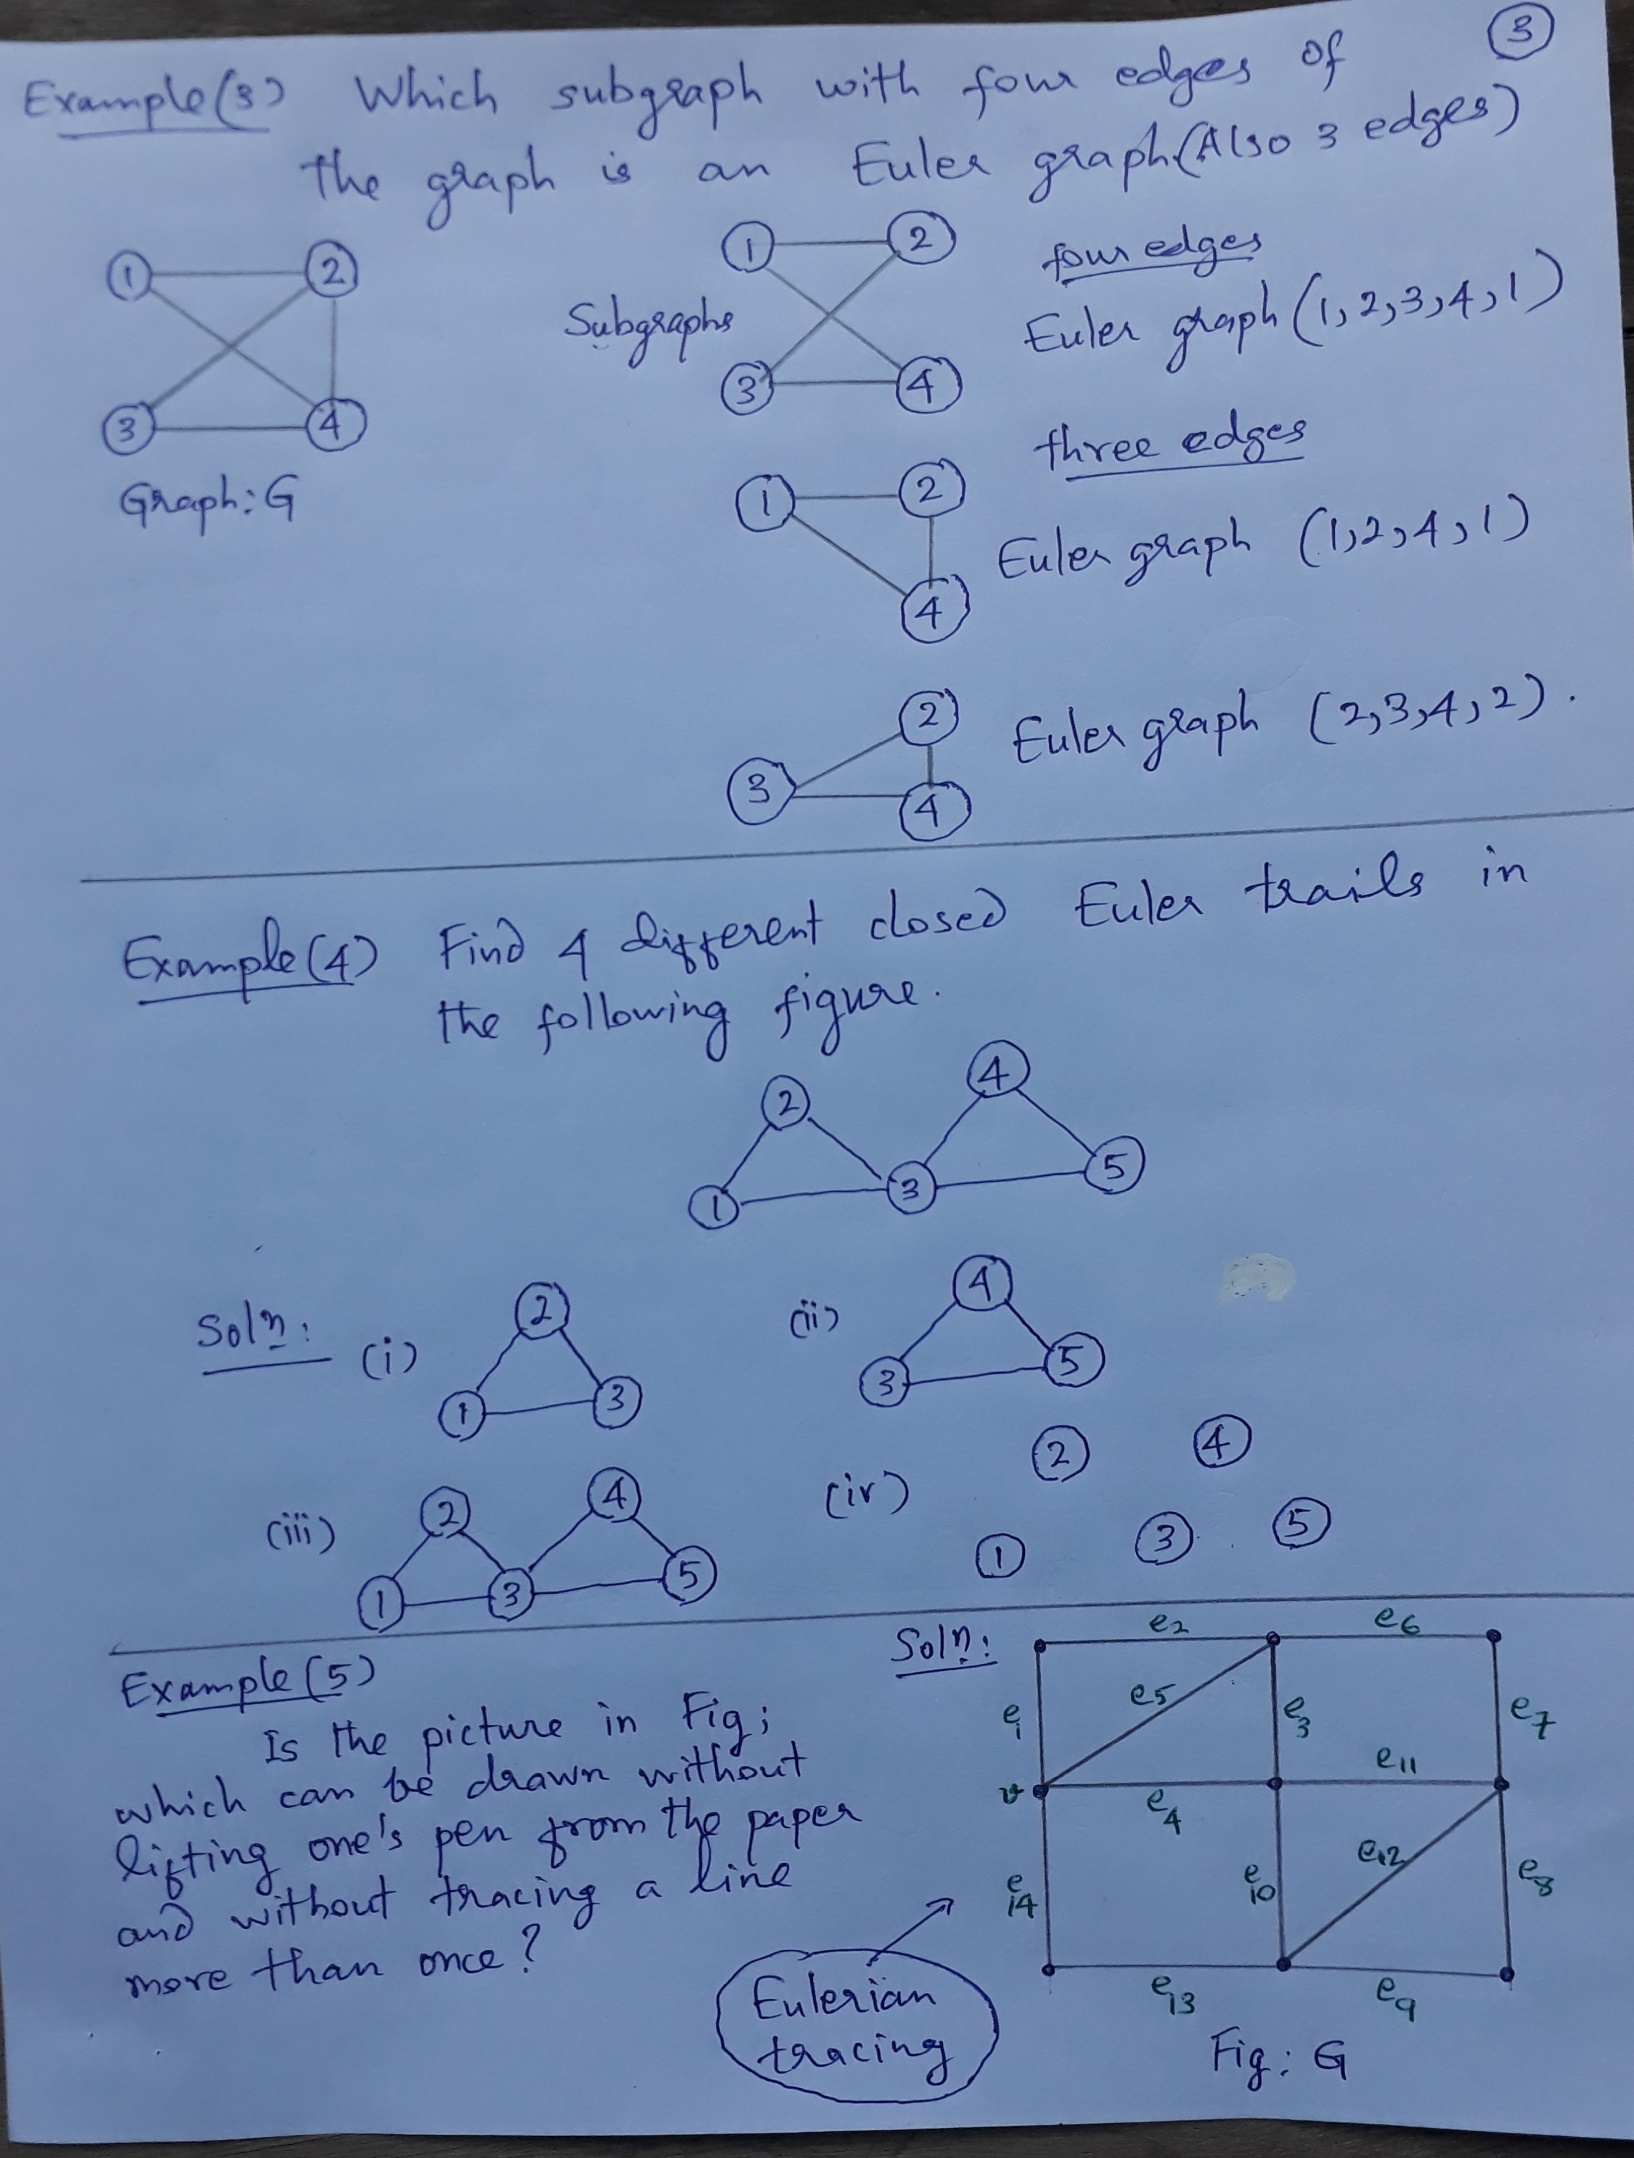 3
Example (3) Which subgraph with four edges of
the graph is an Euler graph (Also 3 edges)
1 2
3 4
Graph: G
Subgraphs
1 2
3 4
four edges
Euler graph (1,2,3,4,1)
three edges
1 2
4
Euler graph (1,2,4,1)
2
3
4
Euler graph (2,3,4,2).
Example (4) Find 4 different closed Euler trails in
the following figure.
2 4
1 3 5
Soln:
(i)
2
1 3
(ii)
4
3 5
(iii)
2 4
1 3 5
(iv)
2 4
1 3 5
Example (5)
Is the picture in Fig;
which can be drawn without
lifting one's pen from the paper
and without tracing a line
more than once?
Eulerian
tracing
Soln:
e2 e6
e1 e5 e3 e7
v e4 e11
e14 e10 e12 e8
e13 e9
Fig: G